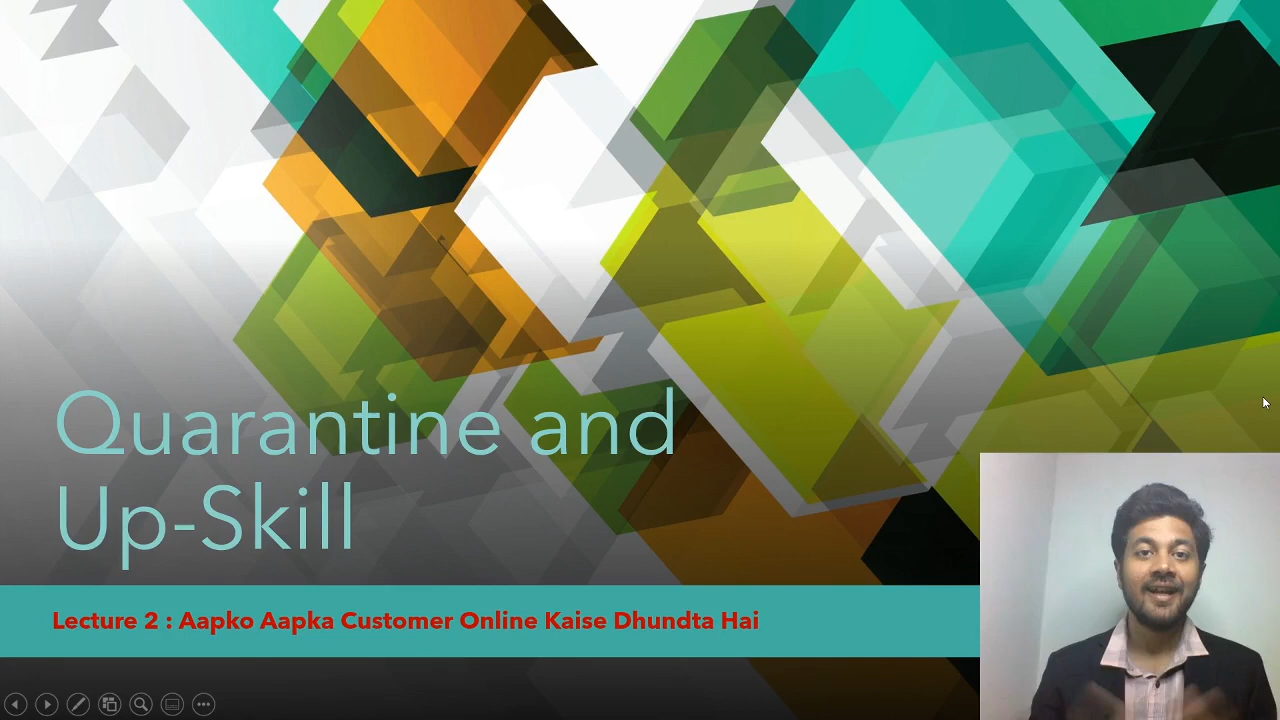 Quarantine and
Up-Skill
Lecture 2 : Aapko Aapka Customer Online Kaise Dhundta Hai